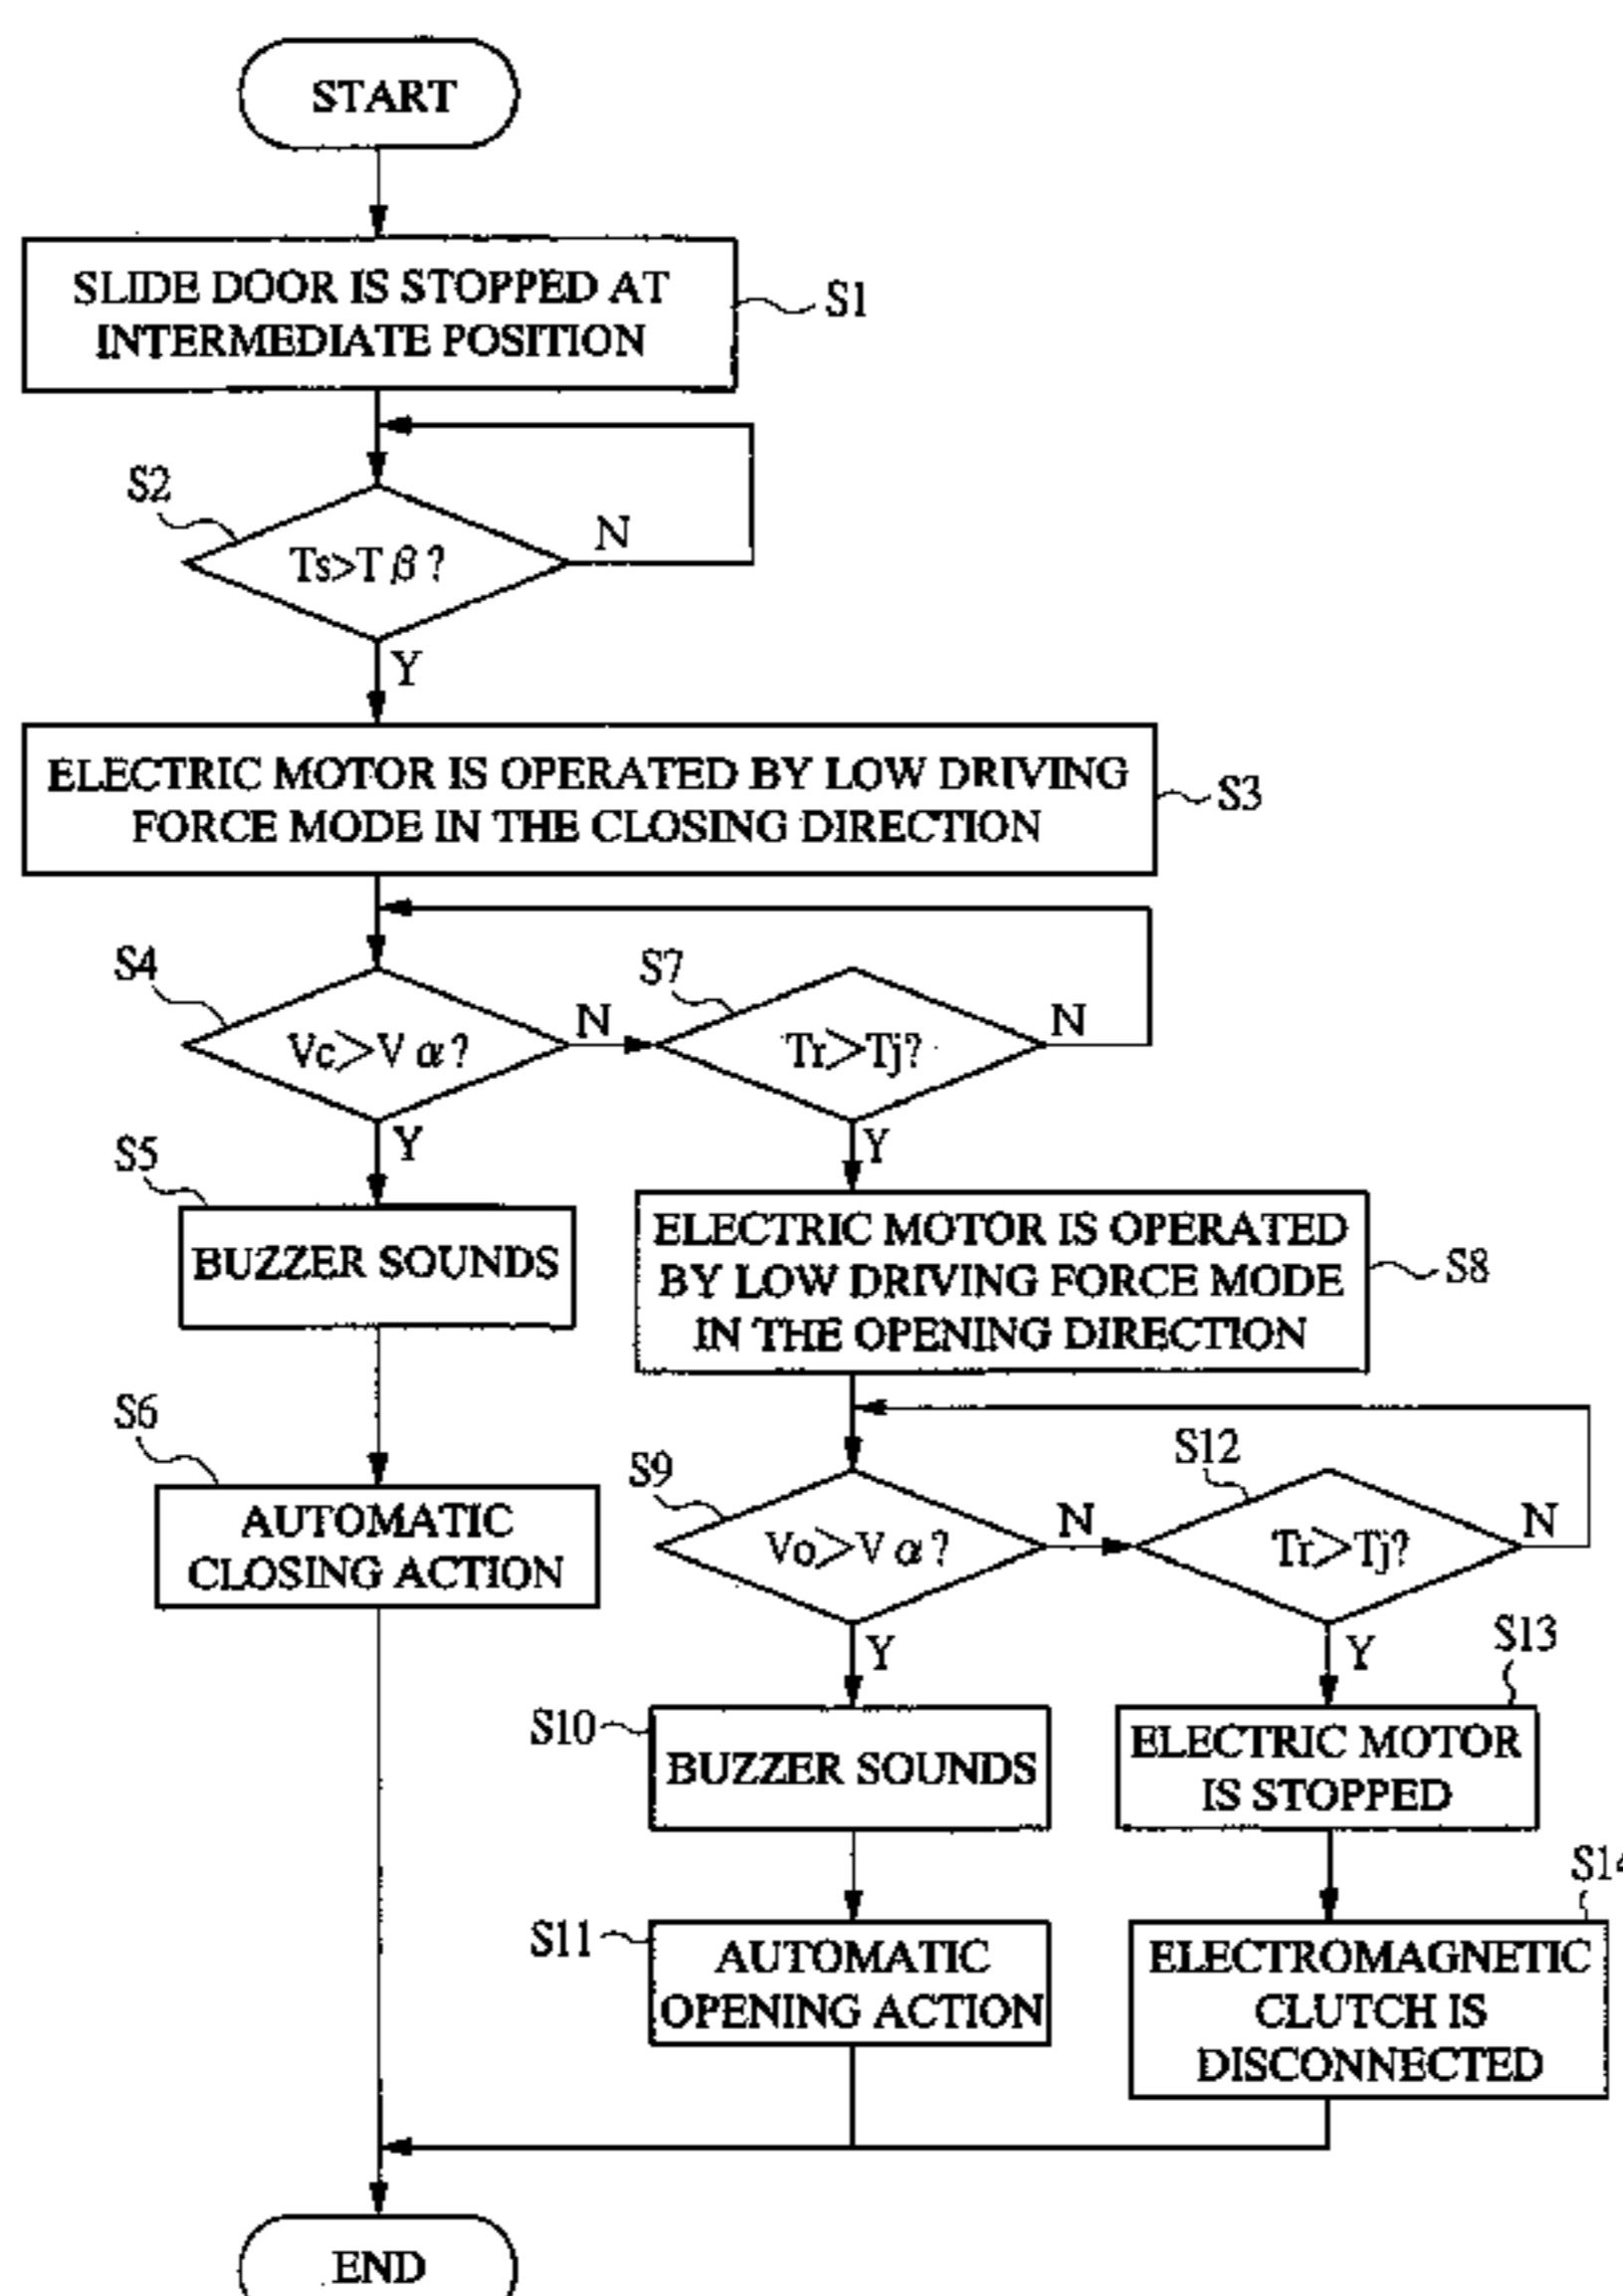 START
SLIDE DOOR IS STOPPED AT
INTERMEDIATE POSITION
S1
S2
Ts>Tβ?
N
Y
ELECTRIC MOTOR IS OPERATED BY LOW DRIVING
FORCE MODE IN THE CLOSING DIRECTION
S3
S4
Vc>Vα?
N
Y
S7
Tr>Tj?
N
Y
S5
BUZZER SOUNDS
ELECTRIC MOTOR IS OPERATED
BY LOW DRIVING FORCE MODE
IN THE OPENING DIRECTION
S8
S6
AUTOMATIC
CLOSING ACTION
S9
Vo>Vα?
N
Y
S12
Tr>Tj?
N
Y
S10
BUZZER SOUNDS
S13
ELECTRIC MOTOR
IS STOPPED
S11
AUTOMATIC
OPENING ACTION
S14
ELECTROMAGNETIC
CLUTCH IS
DISCONNECTED
END